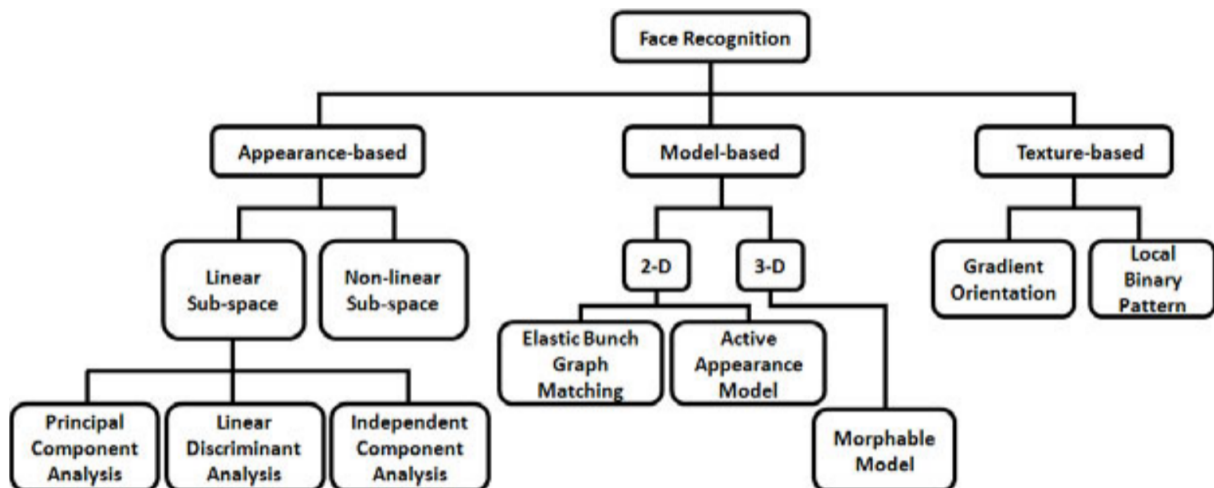 Face Recognition
Appearance-based
Model-based
Texture-based
Linear
Sub-space
Non-linear
Sub-space
2-D
3-D
Gradient
Orientation
Local
Binary
Pattern
Elastic Bunch
Graph
Matching
Active
Appearance
Model
Principal
Component
Analysis
Linear
Discriminant
Analysis
Independent
Component
Analysis
Morphable
Model